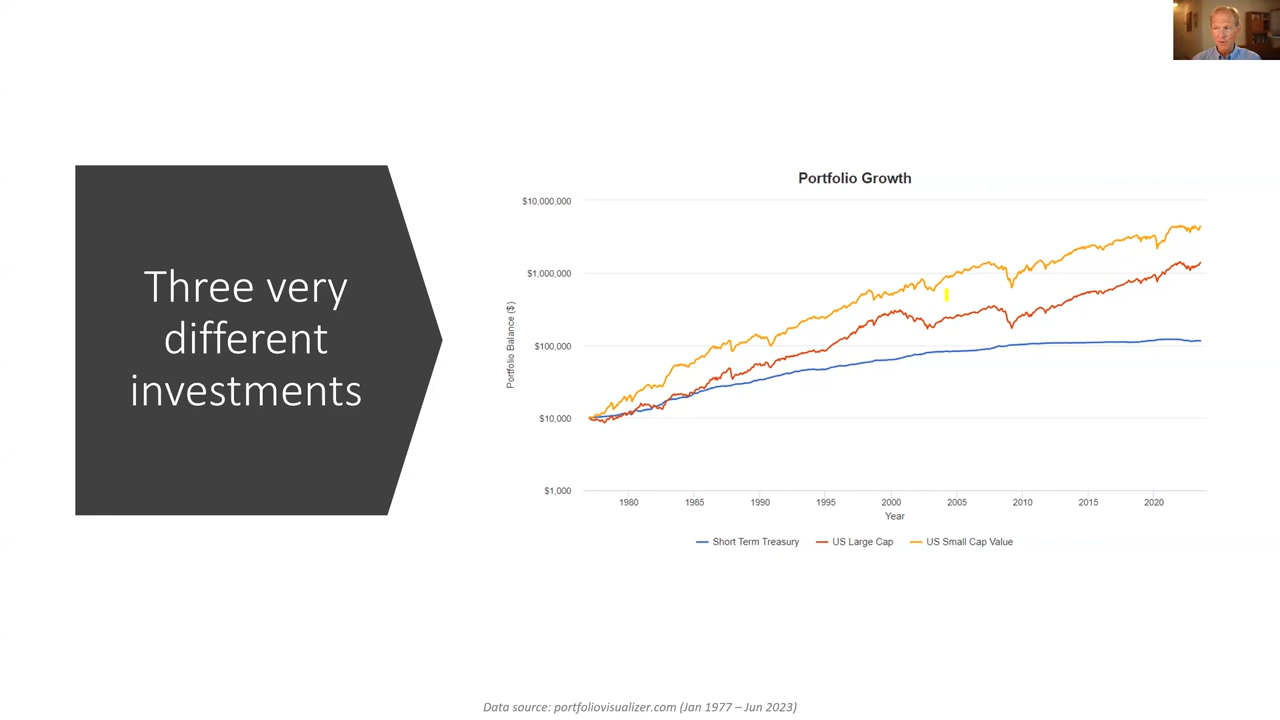 Three very
different
investments
Portfolio Growth
Portfolio Balance ($)
$10,000,000
$1,000,000
$100,000
$10,000
$1,000
1980 1985 1990 1995 2000 2005 2010 2015 2020
Year
Short Term Treasury US Large Cap US Small Cap Value
Data source: portfoliovisualizer.com (Jan 1977 – Jun 2023)